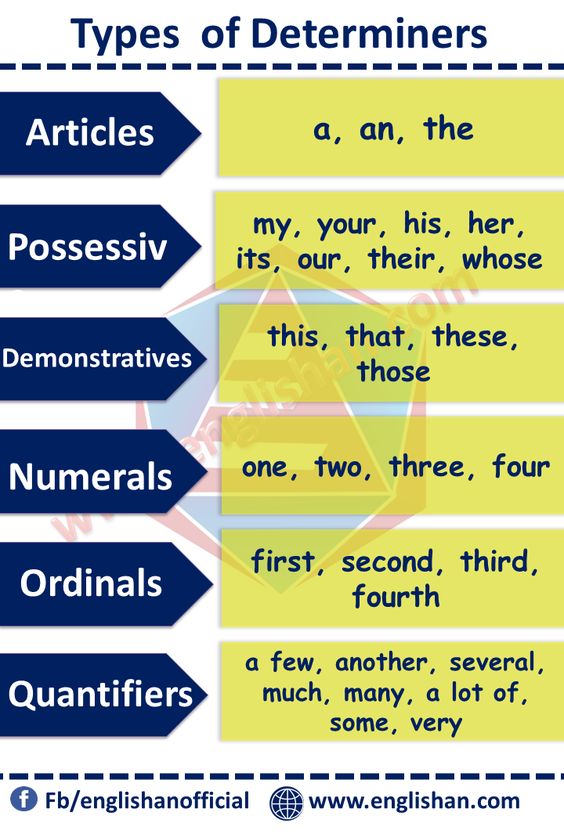 Types of Determiners
Articles
a, an, the
Possessiv
my, your, his, her,
its, our, their, whose
Demonstratives
this, that, these,
those
Numerals
one, two, three, four
Ordinals
first, second, third,
fourth
Quantifiers
a few, another, several,
much, many, a lot of,
some, very
www.englishan.com
Fb/englishanofficial
www.englishan.com